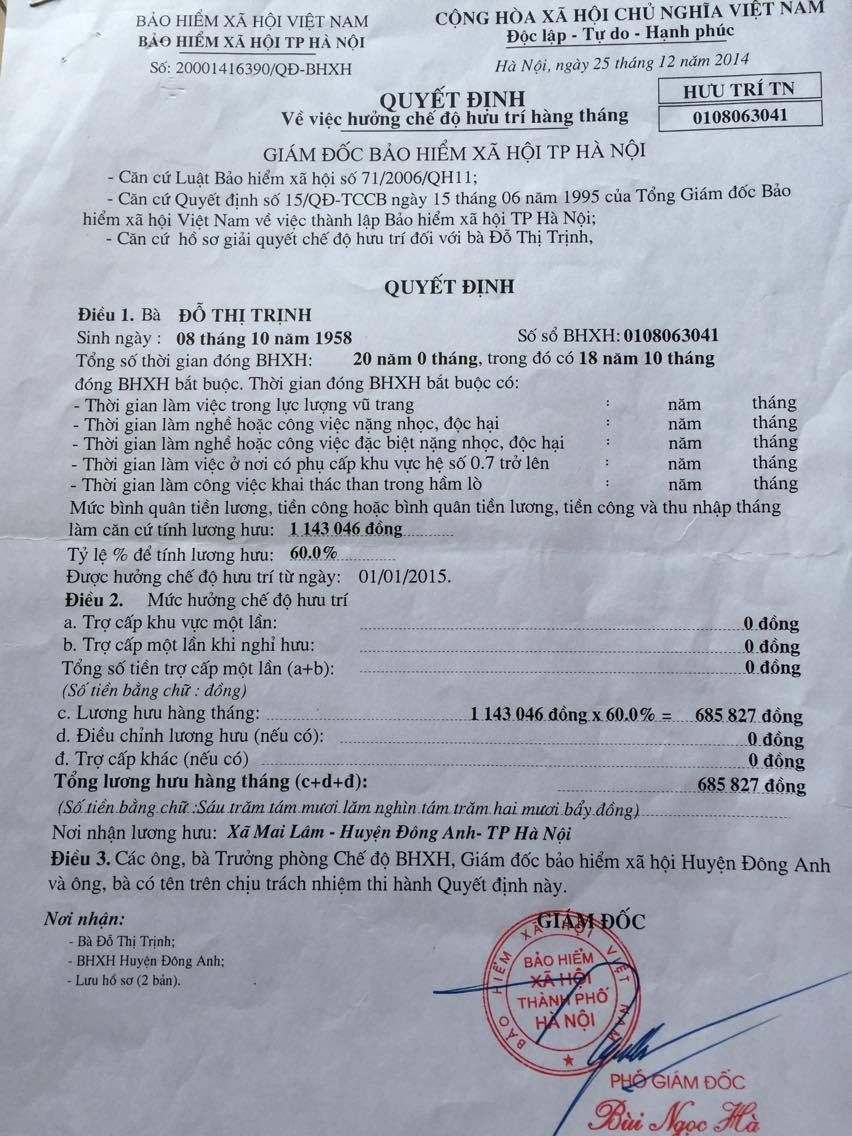 BẢO HIỂM XÃ HỘI VIỆT NAM
BẢO HIỂM XÃ HỘI TP HÀ NỘI
Số: 20001416390/QĐ-BHXH
CỘNG HÒA XÃ HỘI CHỦ NGHĨA VIỆT NAM
Độc lập - Tự do - Hạnh phúc
Hà Nội, ngày 25 tháng 12 năm 2014
HƯU TRÍ TN
0108063041
QUYẾT ĐỊNH
Về việc hưởng chế độ hưu trí hàng tháng
GIÁM ĐỐC BẢO HIỂM XÃ HỘI TP HÀ NỘI
- Căn cứ Luật Bảo hiểm xã hội số 71/2006/QH11;
- Căn cứ Quyết định số 15/QĐ-TCCB ngày 15 tháng 06 năm 1995 của Tổng Giám đốc Bảo
hiểm xã hội Việt Nam về việc thành lập Bảo hiểm xã hội TP Hà Nội;
- Căn cứ hồ sơ giải quyết chế độ hưu trí đối với bà Đỗ Thị Trịnh,
QUYẾT ĐỊNH
Điều 1. Bà ĐỖ THỊ TRỊNH
Sinh ngày : 08 tháng 10 năm 1958 Số sổ BHXH: 0108063041
Tổng số thời gian đóng BHXH: 20 năm 0 tháng, trong đó có 18 năm 10 tháng
đóng BHXH bắt buộc. Thời gian đóng BHXH bắt buộc có:
- Thời gian làm việc trong lực lượng vũ trang : năm tháng
- Thời gian làm nghề hoặc công việc nặng nhọc, độc hại : năm tháng
- Thời gian làm nghề hoặc công việc đặc biệt nặng nhọc, độc hại : năm tháng
- Thời gian làm việc ở nơi có phụ cấp khu vực hệ số 0.7 trở lên : năm tháng
- Thời gian làm công việc khai thác than trong hầm lò : năm tháng
Mức bình quân tiền lương, tiền công hoặc bình quân tiền lương, tiền công và thu nhập tháng
làm căn cứ tính lương hưu: 1 143 046 đồng
Tỷ lệ % để tính lương hưu: 60.0%
Được hưởng chế độ hưu trí từ ngày: 01/01/2015.
Điều 2. Mức hưởng chế độ hưu trí
a. Trợ cấp khu vực một lần: 0 đồng
b. Trợ cấp một lần khi nghỉ hưu: 0 đồng
Tổng số tiền trợ cấp một lần (a+b): 0 đồng
(Số tiền bằng chữ : đồng)
c. Lương hưu hàng tháng: 1 143 046 đồng x 60.0% = 685 827 đồng
d. Điều chỉnh lương hưu (nếu có): 0 đồng
đ. Trợ cấp khác (nếu có) 0 đồng
Tổng lương hưu hàng tháng (c+d+đ): 685 827 đồng
(Số tiền bằng chữ :Sáu trăm tám mươi lăm nghìn tám trăm hai mươi bẩy đồng)
Nơi nhận lương hưu: Xã Mai Lâm - Huyện Đông Anh- TP Hà Nội
Điều 3. Các ông, bà Trưởng phòng Chế độ BHXH, Giám đốc bảo hiểm xã hội Huyện Đông Anh
và ông, bà có tên trên chịu trách nhiệm thi hành Quyết định này.
Nơi nhận:
- Bà Đỗ Thị Trịnh;
- BHXH Huyện Đông Anh;
- Lưu hồ sơ (2 bản).
GIÁM ĐỐC
BẢO HIỂM XÃ HỘI VIỆT NAM
BẢO HIỂM
XÃ HỘI
THÀNH PHỐ
HÀ NỘI
PHÓ GIÁM ĐỐC
Bùi Ngọc Hà